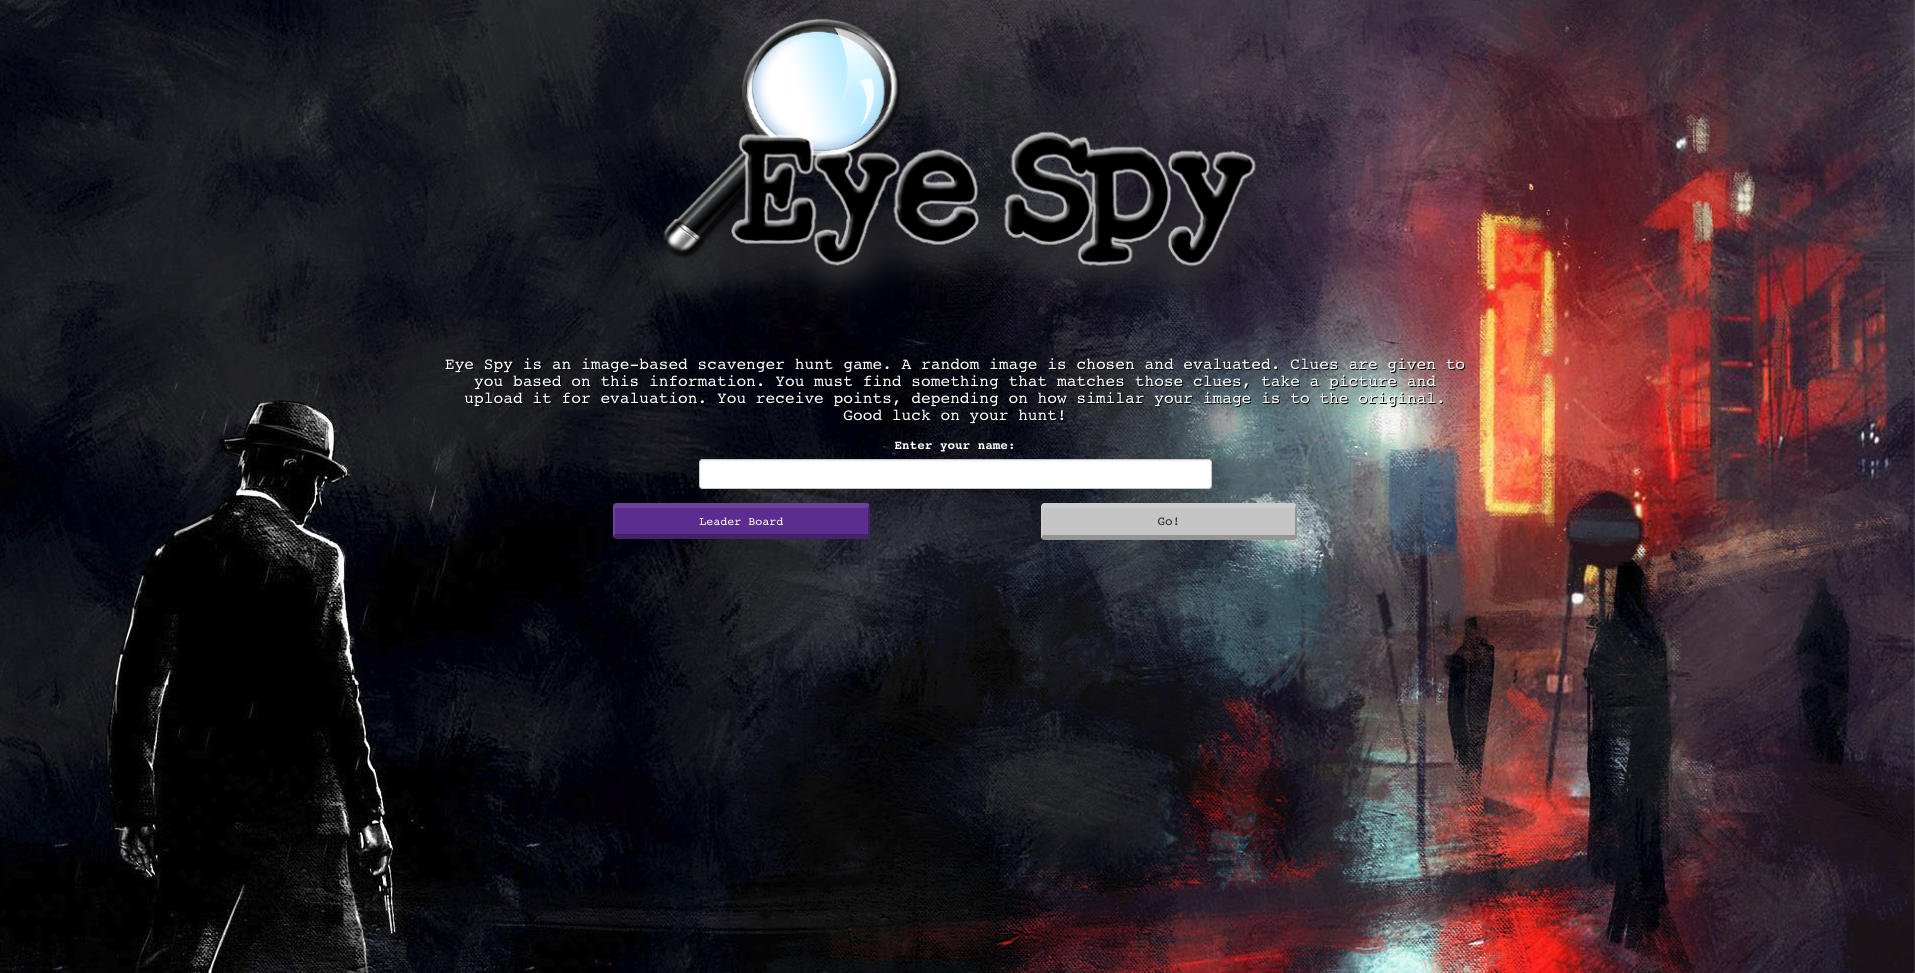 Eye Spy
Eye Spy is an image-based scavenger hunt game. A random image is chosen and evaluated. Clues are given to
you based on this information. You must find something that matches those clues, take a picture and
upload it for evaluation. You receive points, depending on how similar your image is to the original.
Good luck on your hunt!
Enter your name:
Leader Board
Go!